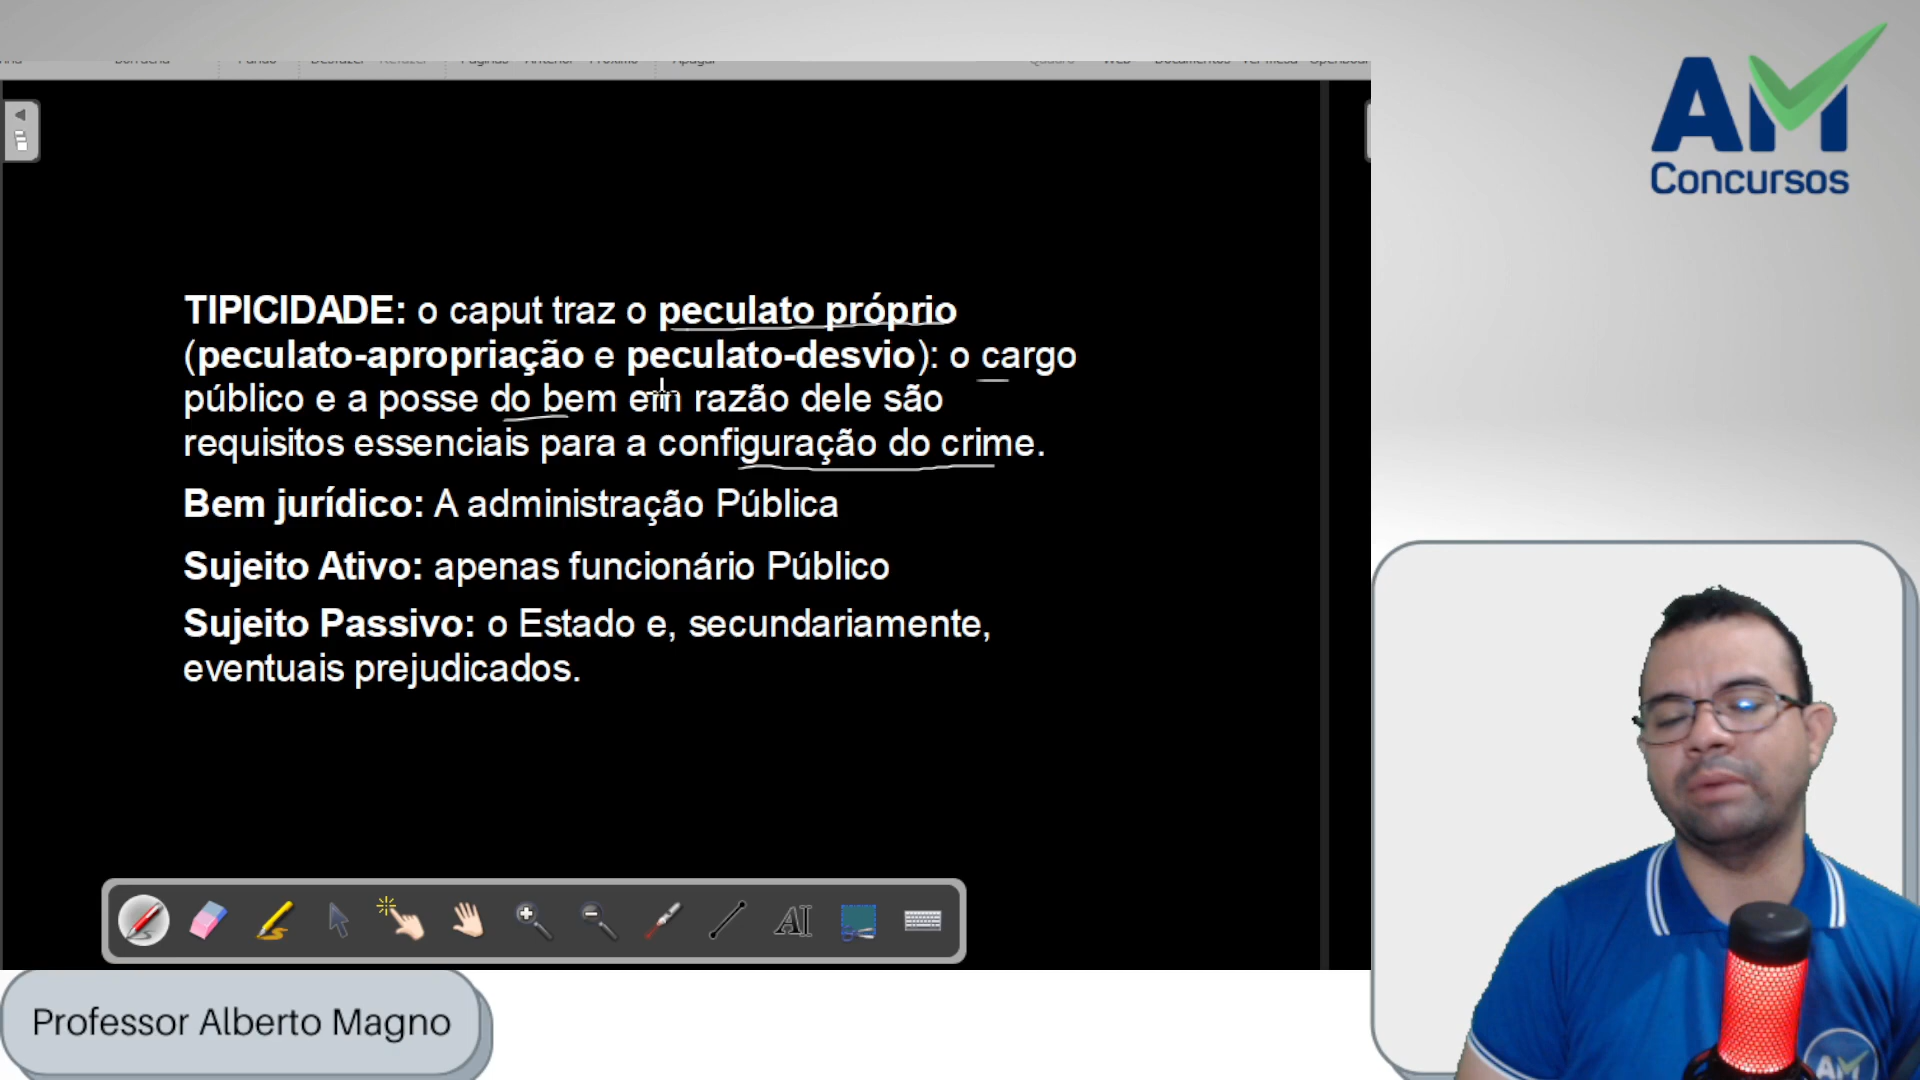 AM
Concursos
TIPICIDADE: o caput traz o peculato próprio
(peculato-apropriação e peculato-desvio): o cargo
público e a posse do bem em razão dele são
requisitos essenciais para a configuração do crime.
Bem jurídico: A administração Pública
Sujeito Ativo: apenas funcionário Público
Sujeito Passivo: o Estado e, secundariamente,
eventuais prejudicados.
AI
Professor Alberto Magno
AM